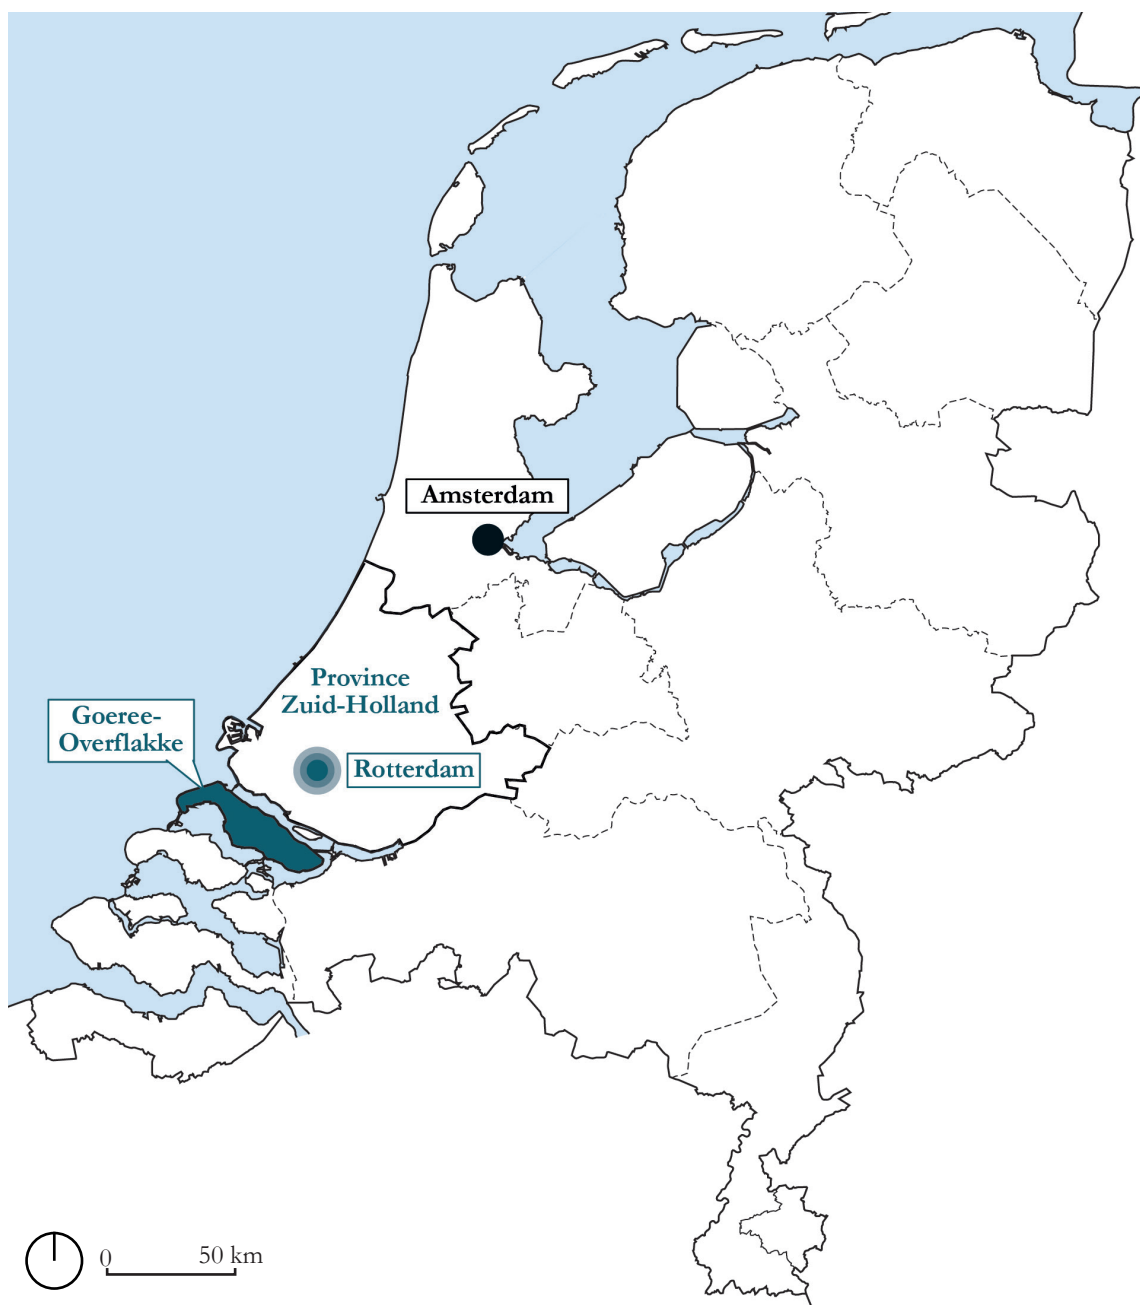 Amsterdam
Province
Zuid-Holland
Goeree-
Overflakke
Rotterdam
0 50 km